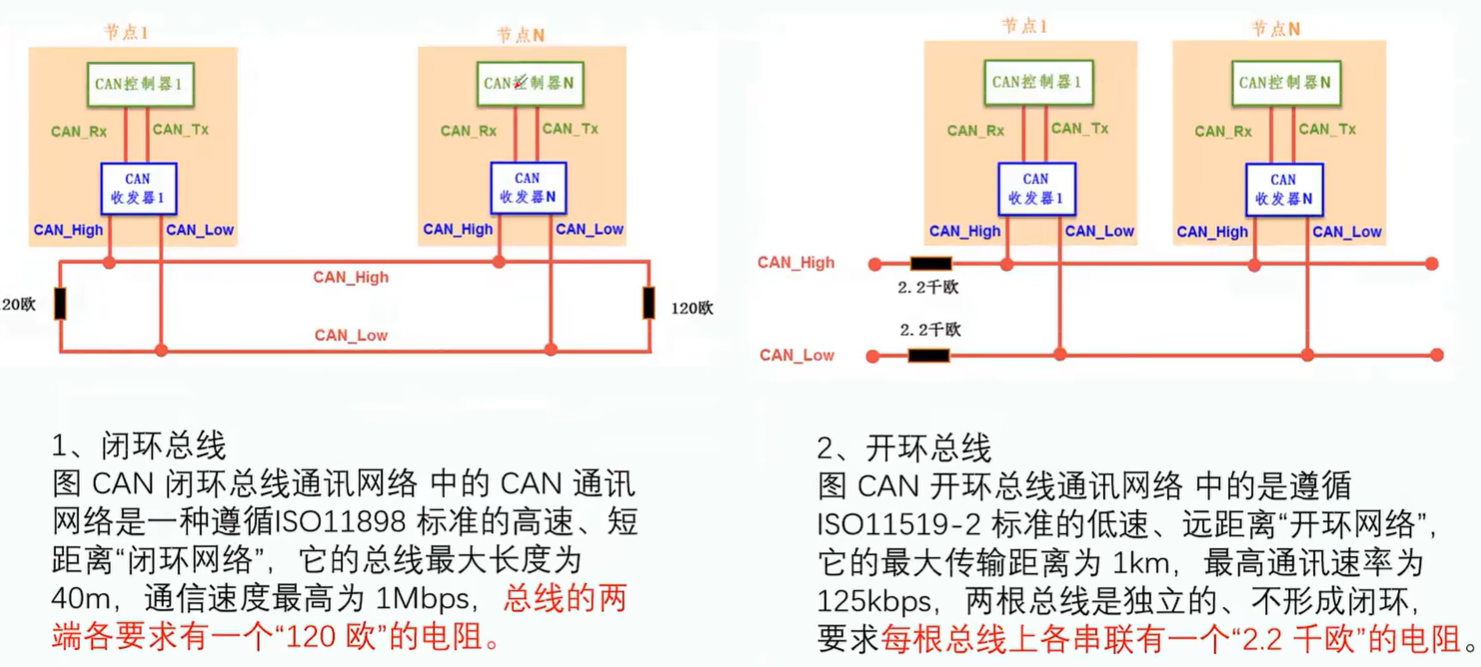 节点1
CAN控制器1
CAN_Rx
CAN_Tx
CAN
收发器1
CAN_High
CAN_Low
节点N
CAN控制器N
CAN_Rx
CAN_Tx
CAN
收发器N
CAN_High
CAN_Low
CAN_High
CAN_Low
20欧
120欧
1、闭环总线
图 CAN 闭环总线通讯网络 中的 CAN 通讯
网络是一种遵循ISO11898 标准的高速、短
距离“闭环网络”，它的总线最大长度为
40m，通信速度最高为 1Mbps，总线的两
端各要求有一个“120 欧”的电阻。
节点1
CAN控制器1
CAN_Rx
CAN_Tx
CAN
收发器1
CAN_High
CAN_Low
节点N
CAN控制器N
CAN_Rx
CAN_Tx
CAN
收发器N
CAN_High
CAN_Low
CAN_High
2.2千欧
2.2千欧
CAN_Low
2、开环总线
图 CAN 开环总线通讯网络 中的是遵循
ISO11519-2 标准的低速、远距离“开环网络”，
它的最大传输距离为 1km，最高通讯速率为
125kbps，两根总线是独立的、不形成闭环，
要求每根总线上各串联有一个“2.2 千欧”的电阻。